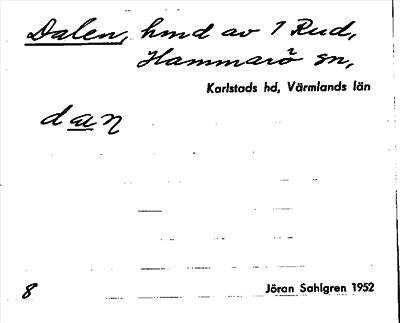 Dalen, hmd av 1 Rud,
Hammarö sn,
Karlstads hd, Värmlands län
dan
8
Jöran Sahlgren 1952